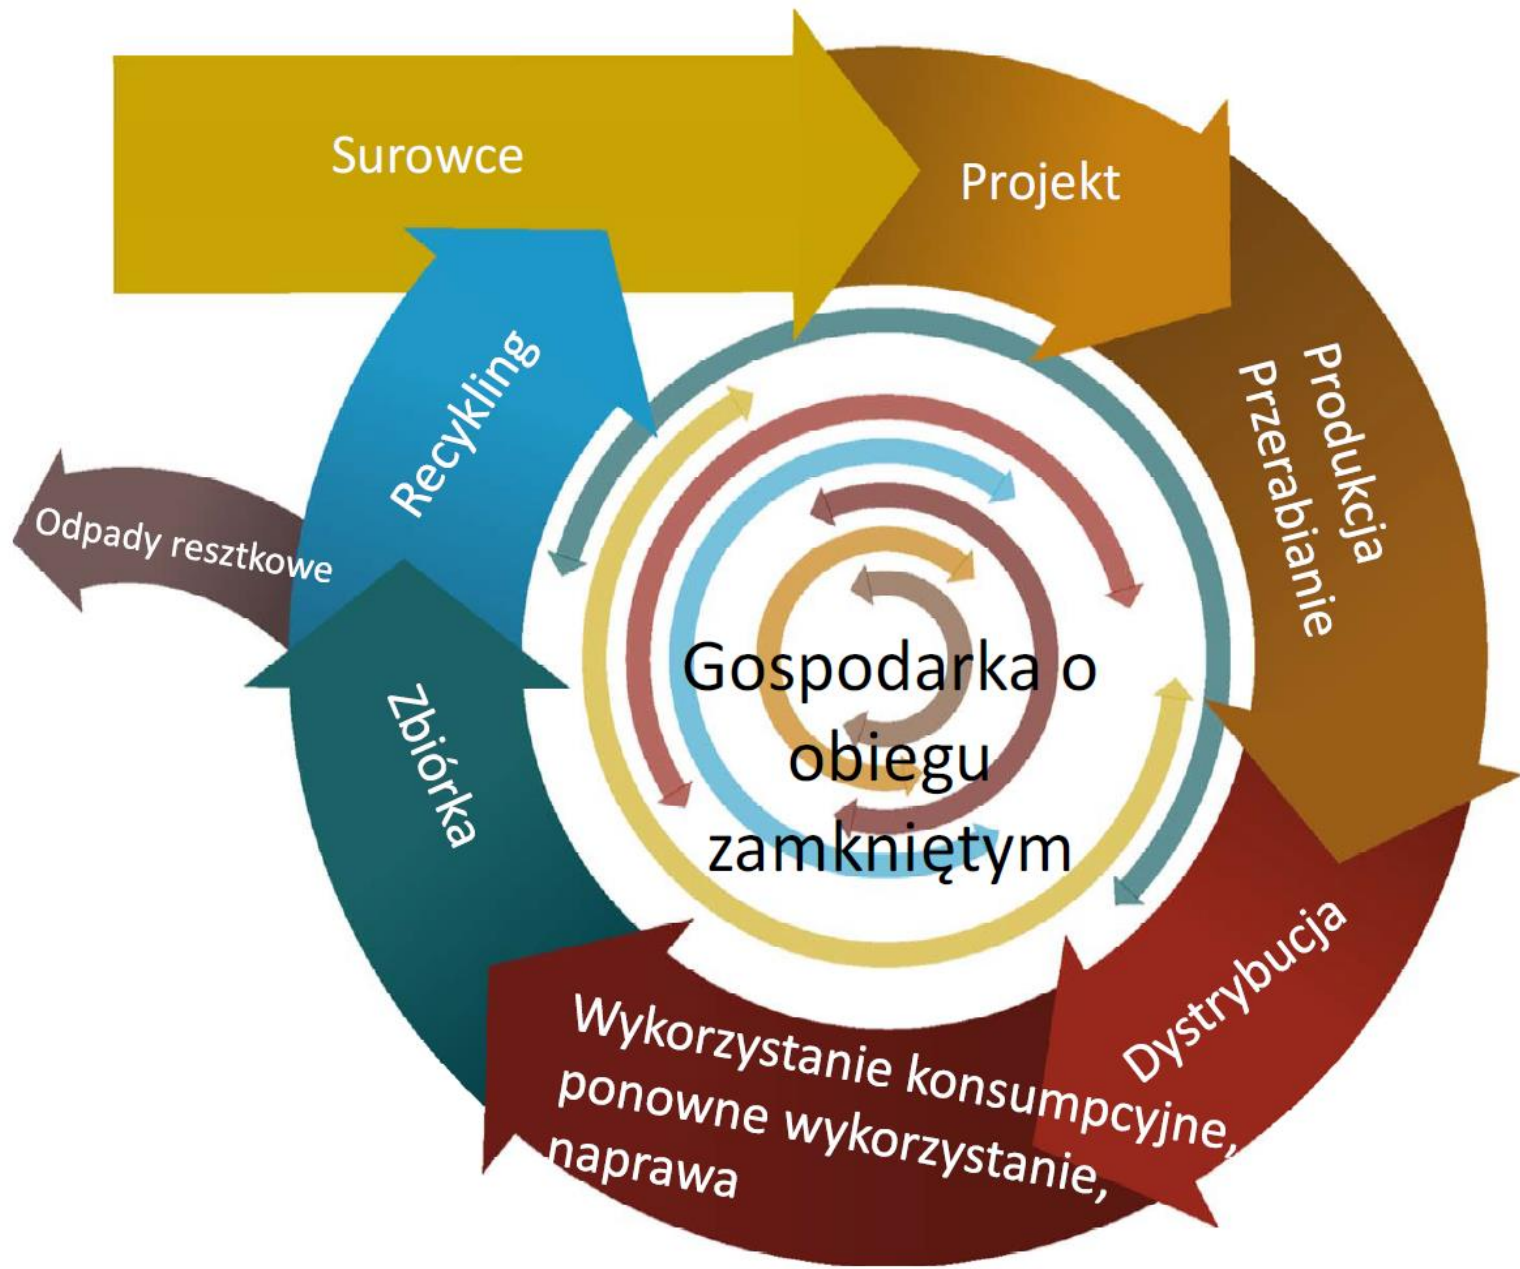 Surowce
Projekt
Produkcja
Przerabianie
Dystrybucja
Wykorzystanie konsumpcyjne,
ponowne wykorzystanie,
naprawa
Zbiórka
Recykling
Odpady resztkowe
Gospodarka o
obiegu
zamkniętym